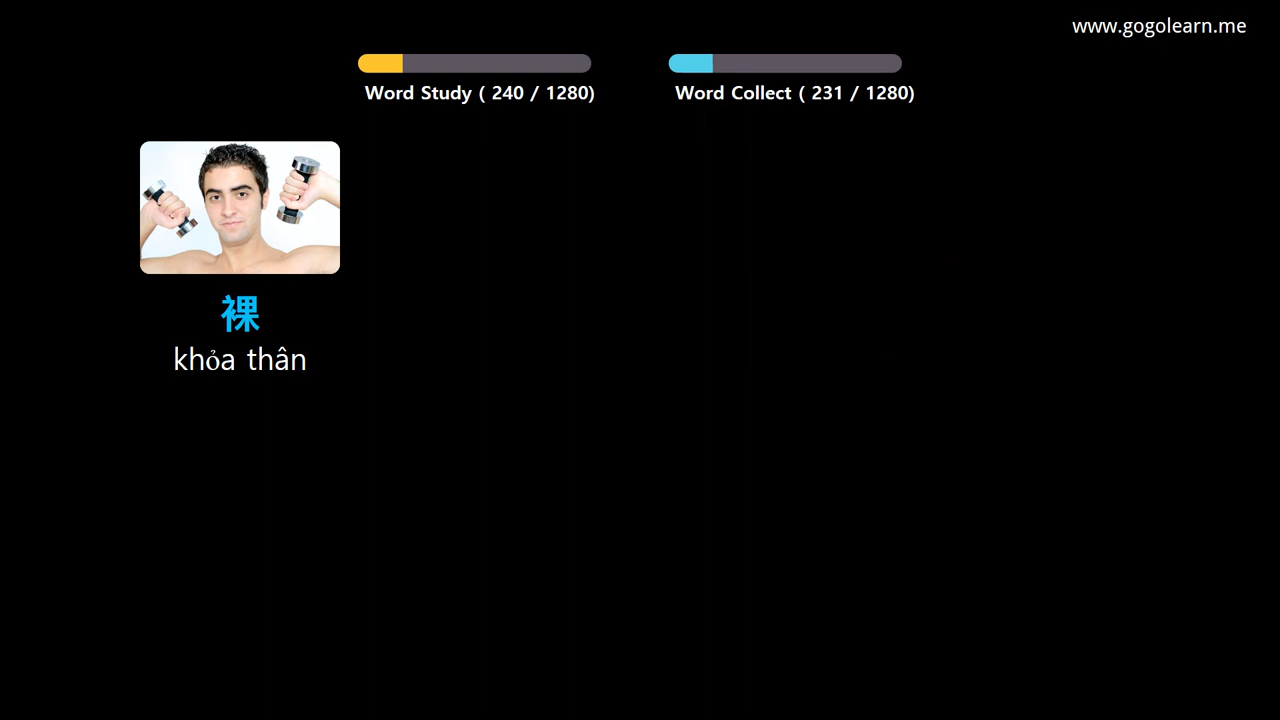 www.gogolearn.me
Word Study ( 240 / 1280)
Word Collect ( 231 / 1280)
裸
khỏa thân